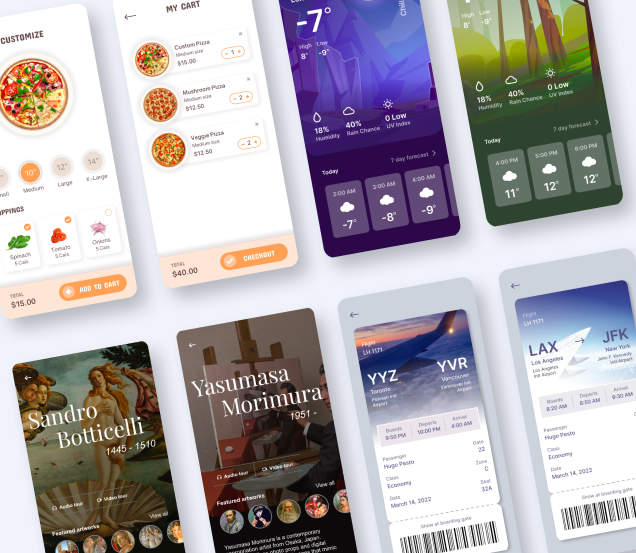 CUSTOMIZE
10"
12"
14"
Medium
Large
X-Large
Spinach
5 Cals
Tomato
5 Cals
Onions
5 Cals
TOTAL
$15.00
ADD TO CART
MY CART
Custom Pizza
Medium size
$15.00
- 1 +
Mushroom Pizza
Medium size
$12.50
- 2 +
Veggie Pizza
Medium size
$12.50
- 2 +
TOTAL
$40.00
CHECKOUT
-7°
High Low
8° -9°
18%
Humidity
40%
Rain Chance
0 Low
UV Index
Today
7 day forecast
2:00 AM
-7°
3:00 AM
-8°
4:00 AM
-9°
High Low
8° -9°
18%
Humidity
40%
Rain Chance
0 Low
UV Index
Today
7 day forecast
4:00 PM
11°
5:00 PM
12°
6:00 PM
12°
Sandro
Botticelli
1445 - 1510
Audio tour
Video tour
Featured artworks
View all
Yasumasa
Morimura
1951 -
Audio tour
Video tour
Featured artworks
View all
Yasumasa Morimura is a contemporary
artist from Osaka, Japan.
Flight
LH 1171
YYZ
Toronto
Pearson Intl
Airport
YVR
Vancouver
Vancouver Intl
Airport
Boards
9:50 PM
Departs
10:00 PM
Arrival
4:00 AM
Passenger
Hugo Pesto
Gate
22
Class
Economy
Zone
C
Date
March 14, 2022
Seat
32A
Show at boarding gate
Flight
LH 1171
LAX
Los Angeles
Los Angeles
Intl Airport
JFK
New York
John F. Kennedy
Intl Airport
Boards
8:20 AM
Departs
8:50 AM
Arrival
9:30 AM
Passenger
Hugo Pesto
Class
Economy
Date
March 14, 2022
Show at boarding gate